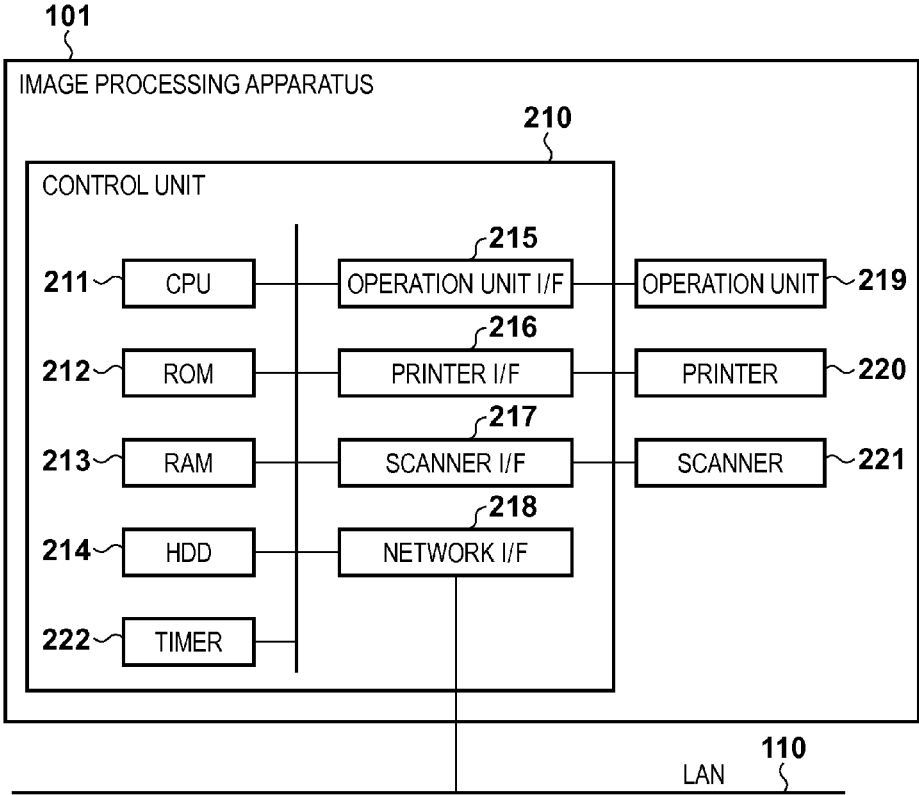 101
IMAGE PROCESSING APPARATUS
210
CONTROL UNIT
215
211 CPU OPERATION UNIT I/F OPERATION UNIT 219
216
212 ROM PRINTER I/F PRINTER 220
217
213 RAM SCANNER I/F SCANNER 221
218
214 HDD NETWORK I/F
222 TIMER
LAN 110